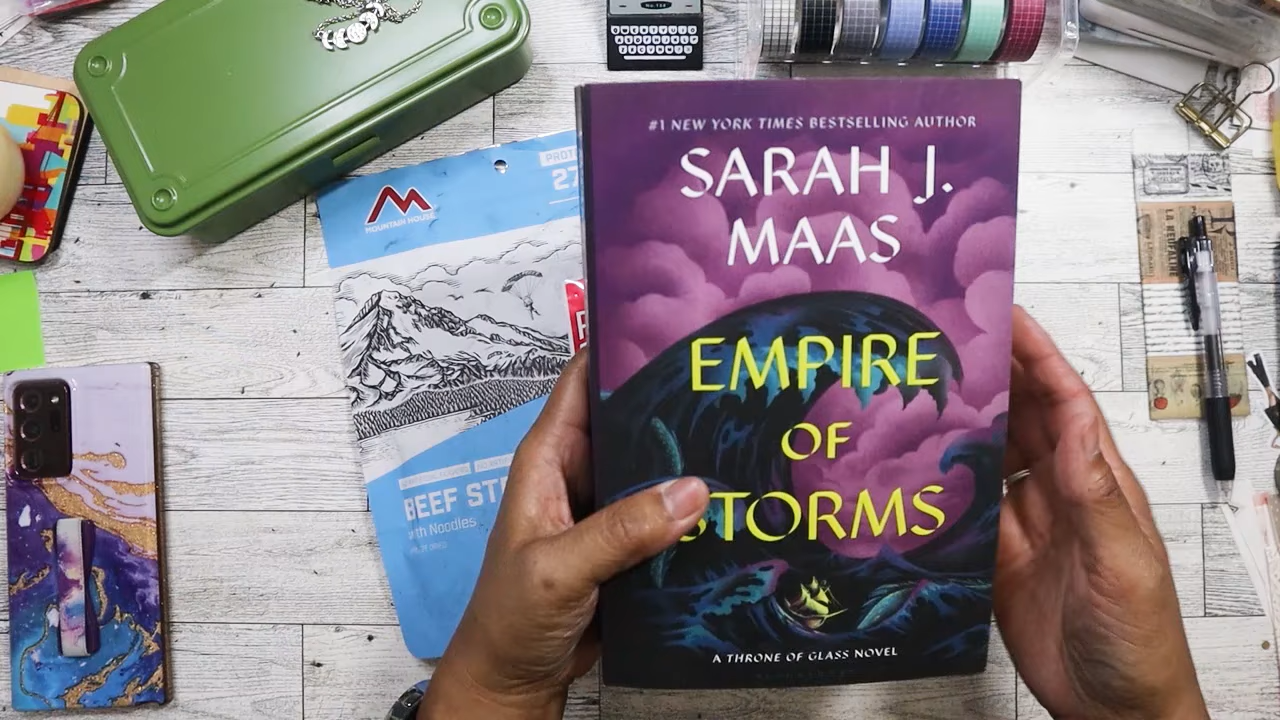 #1 NEW YORK TIMES BESTSELLING AUTHOR
SARAH J.
MAAS
EMPIRE
OF
STORMS
A THRONE OF GLASS NOVEL
MOUNTAIN HOUSE
BEEF
with Noodles